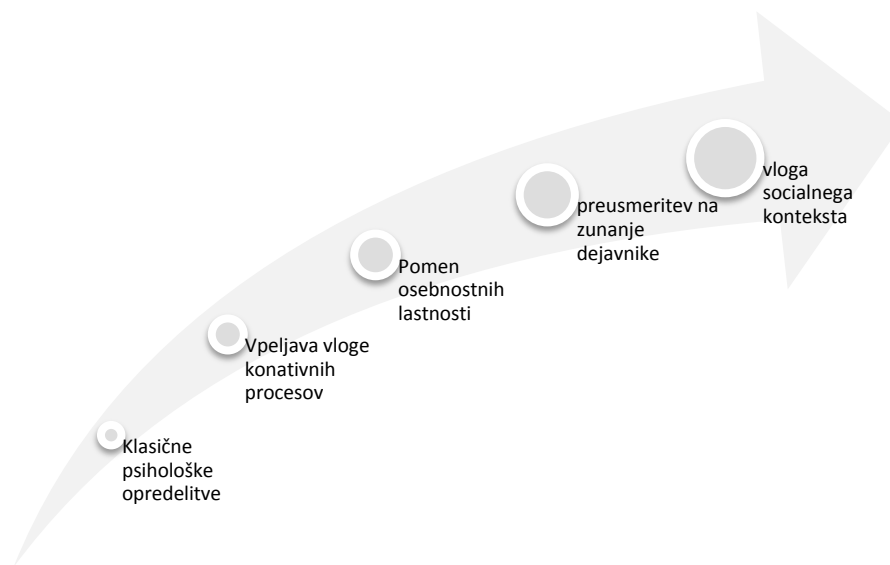 Klasične
psihološke
opredelitve
Vpeljava vloge
konativnih
procesov
Pomen
osebnostnih
lastnosti
preusmeritev na
zunanje
dejavnike
vloga
socialnega
konteksta